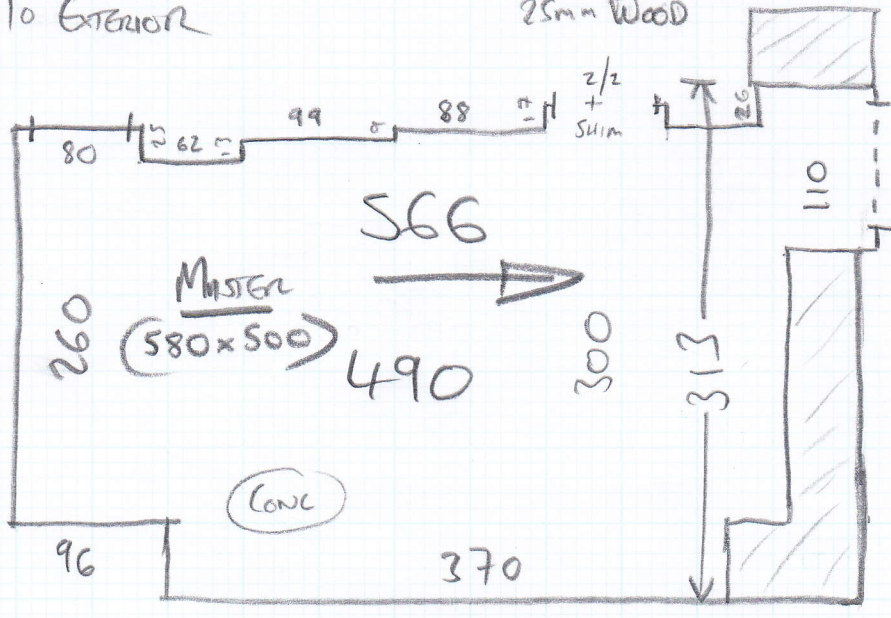 To EXTERIOR
25mm WOOD
2/2
+
SHIM
99
88
80
62
26
566
110
MASTER
(580x500)
260
490
300
313
CONC
96
370